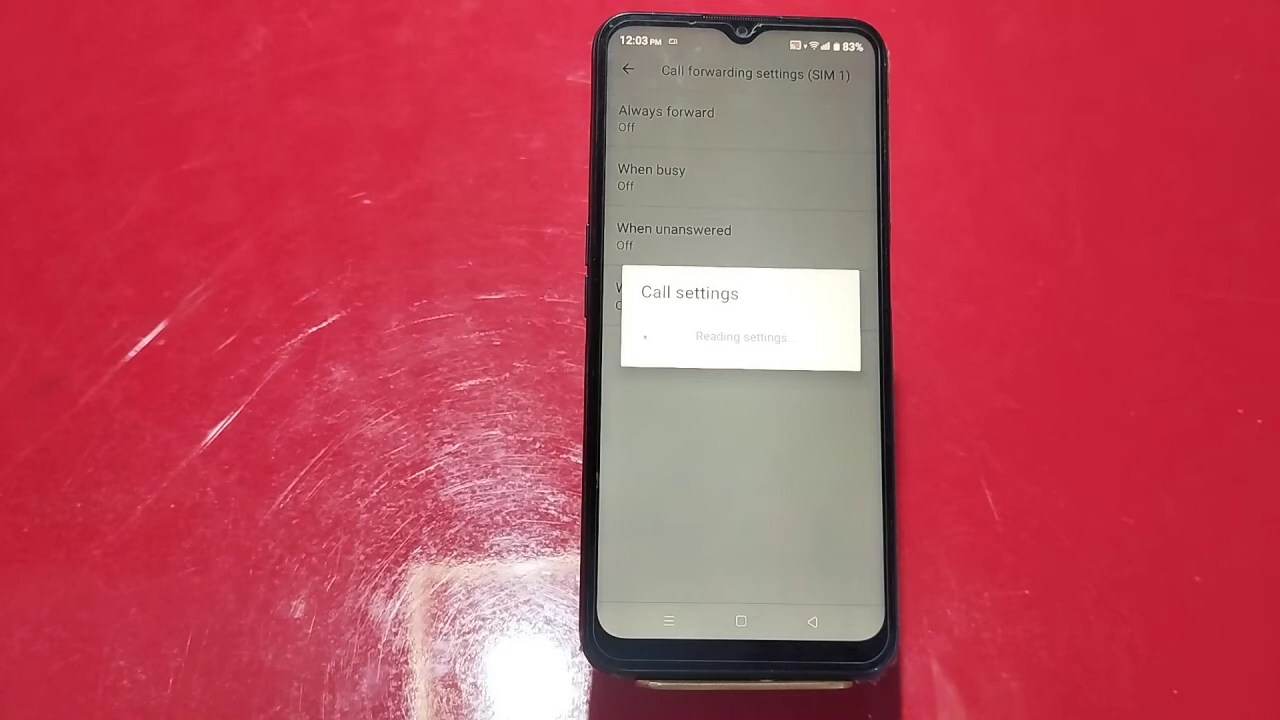 12:03 PM
83%
Call forwarding settings (SIM 1)
Always forward
Off
When busy
Off
When unanswered
Off
Call settings
Reading settings...